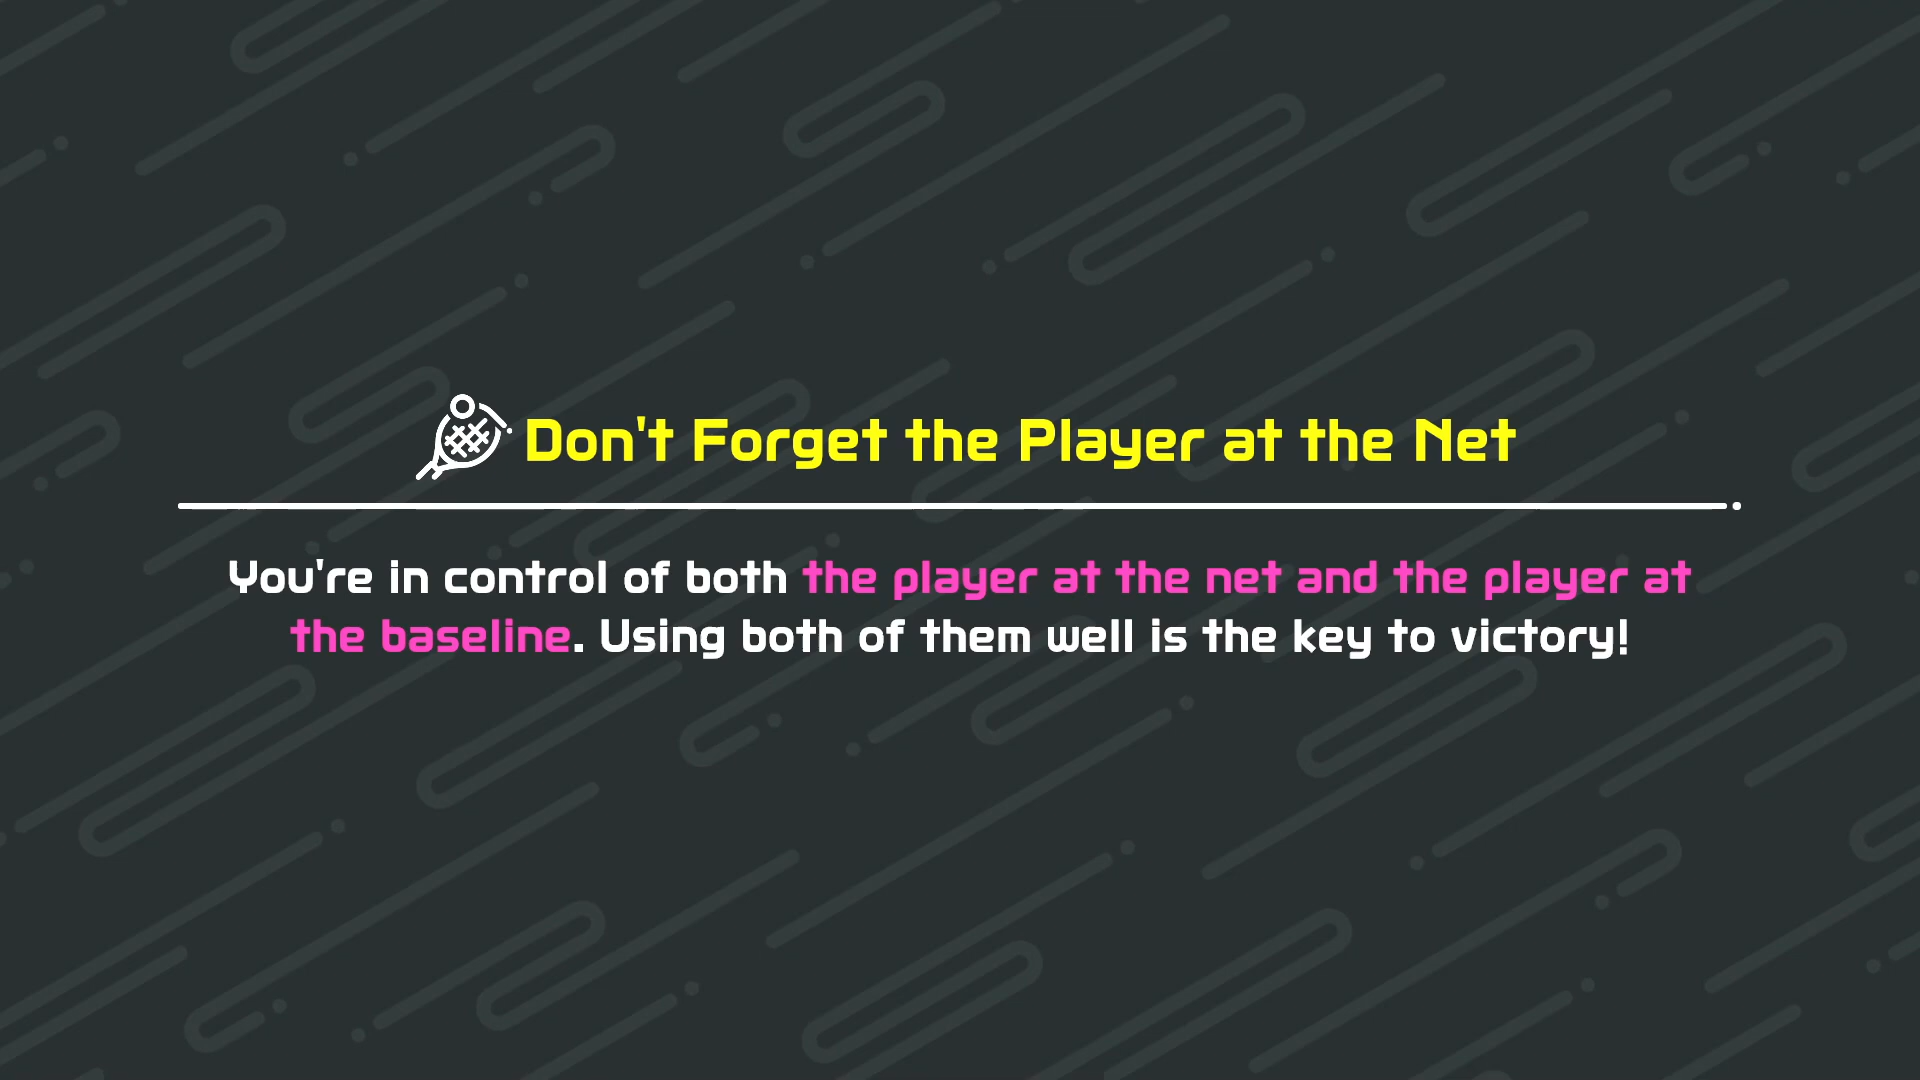 Don't Forget the Player at the Net
You're in control of both the player at the net and the player at
the baseline. Using both of them well is the key to victory!